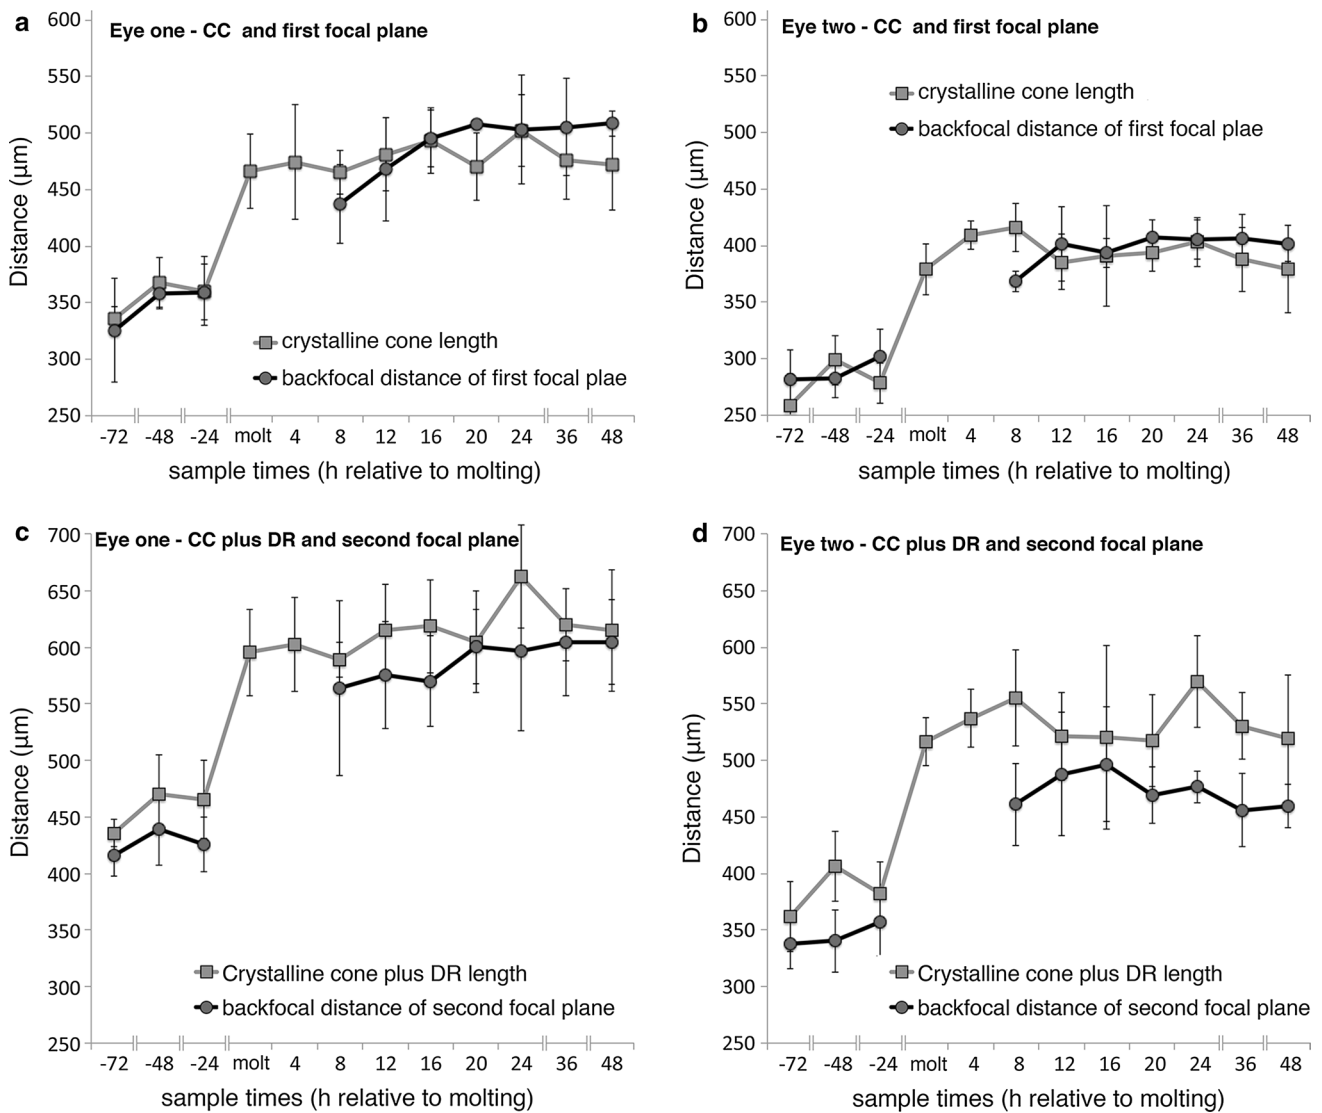 a
Eye one - CC and first focal plane
600
550
500
450
400
350
300
250
Distance (µm)
crystalline cone length
backfocal distance of first focal plae
-72 -48 -24 molt 4 8 12 16 20 24 36 48
sample times (h relative to molting)
b
Eye two - CC and first focal plane
600
550
500
450
400
350
300
250
Distance (µm)
crystalline cone length
backfocal distance of first focal plae
-72 -48 -24 molt 4 8 12 16 20 24 36 48
sample times (h relative to molting)
c
Eye one - CC plus DR and second focal plane
700
650
600
550
500
450
400
350
300
250
Distance (µm)
Crystalline cone plus DR length
backfocal distance of second focal plane
-72 -48 -24 molt 4 8 12 16 20 24 36 48
sample times (h relative to molting)
d
Eye two - CC plus DR and second focal plane
700
650
600
550
500
450
400
350
300
250
Distance (µm)
Crystalline cone plus DR length
backfocal distance of second focal plane
-72 -48 -24 molt 4 8 12 16 20 24 36 48
sample times (h relative to molting)